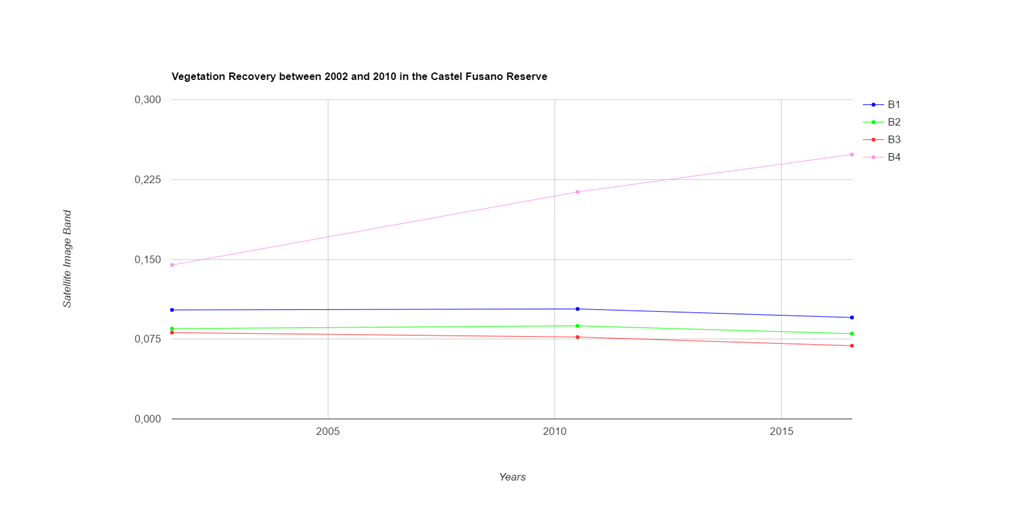 Vegetation Recovery between 2002 and 2010 in the Castel Fusano Reserve
0,300
0,225
0,150
0,075
0,000
Satellite Image Band
2005
2010
2015
Years
B1
B2
B3
B4